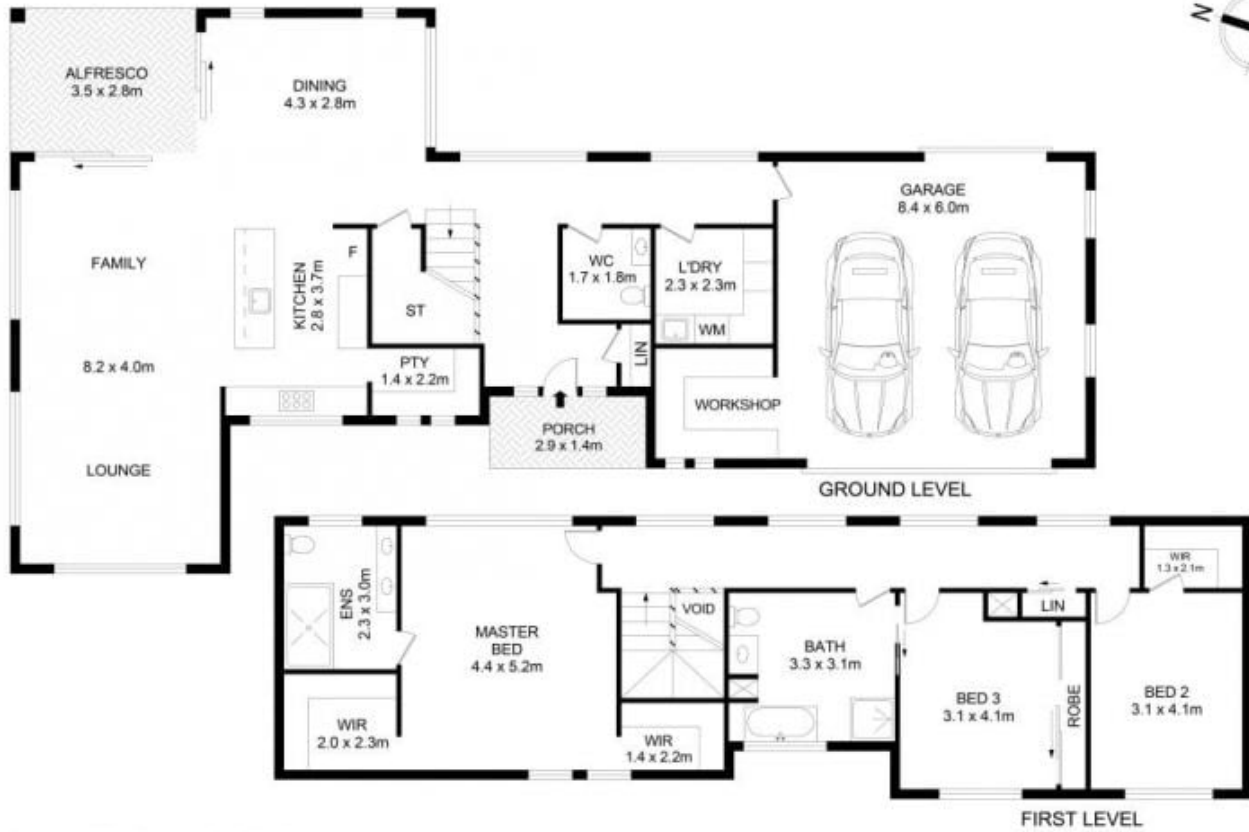 N
ALFRESCO
3.5 x 2.8m
DINING
4.3 x 2.8m
GARAGE
8.4 x 6.0m
FAMILY
KITCHEN
2.8 x 3.7m
F
WC
1.7 x 1.8m
L'DRY
2.3 x 2.3m
ST
WM
8.2 x 4.0m
PTY
1.4 x 2.2m
LIN
WORKSHOP
PORCH
2.9 x 1.4m
LOUNGE
GROUND LEVEL
ENS
2.3 x 3.0m
MASTER
BED
4.4 x 5.2m
VOID
BATH
3.3 x 3.1m
LIN
WIR
1.3 x 2.1m
BED 3
3.1 x 4.1m
ROBE
BED 2
3.1 x 4.1m
WIR
2.0 x 2.3m
WIR
1.4 x 2.2m
FIRST LEVEL